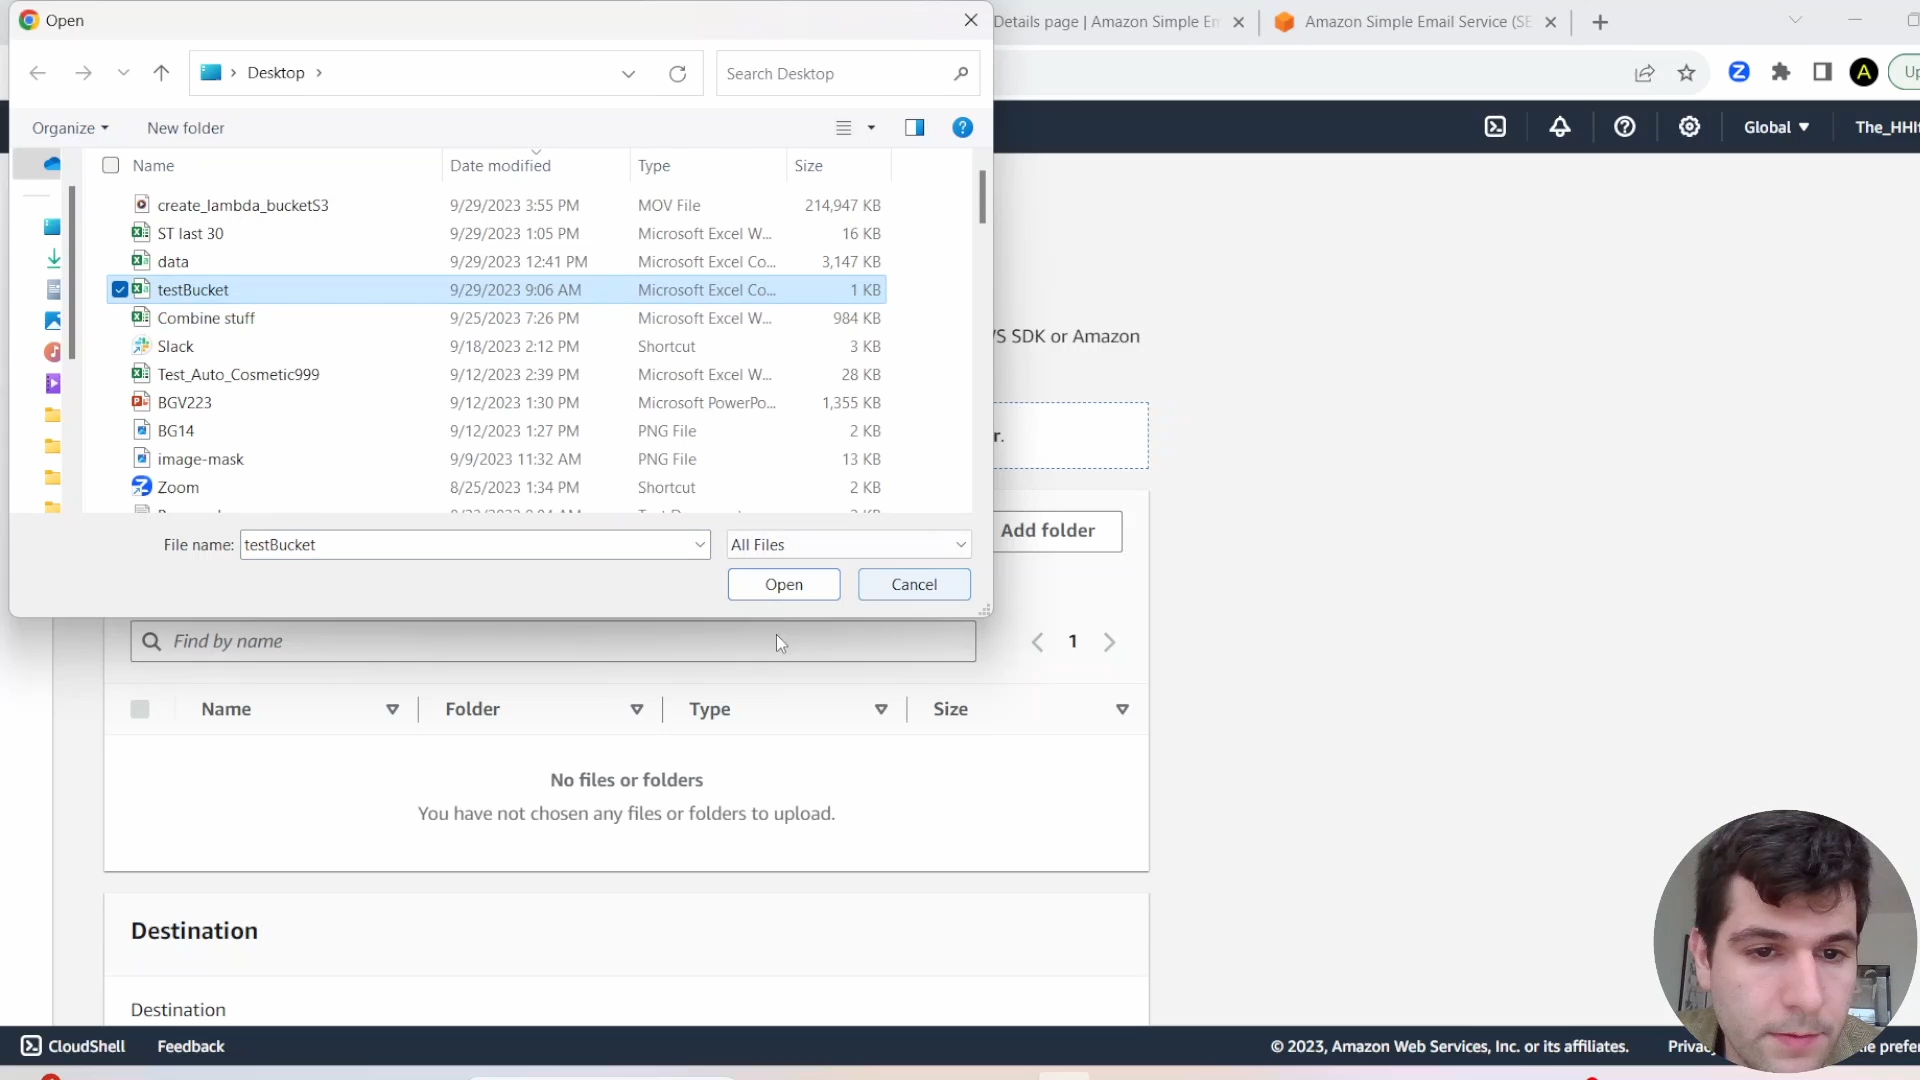 Open
Details page | Amazon Simple Em
Amazon Simple Email Service (SE
Desktop
Search Desktop
Z
A
Up
Organize
New folder
Global
The_HHIt
Name
Date modified
Type
Size
create_lambda_bucketS3 9/29/2023 3:55 PM MOV File 214,947 KB
ST last 30 9/29/2023 1:05 PM Microsoft Excel W... 16 KB
data 9/29/2023 12:41 PM Microsoft Excel Co... 3,147 KB
testBucket 9/29/2023 9:06 AM Microsoft Excel Co... 1 KB
Combine stuff 9/25/2023 7:26 PM Microsoft Excel W... 984 KB
/S SDK or Amazon
Slack 9/18/2023 2:12 PM Shortcut 3 KB
Test_Auto_Cosmetic999 9/12/2023 2:39 PM Microsoft Excel W... 28 KB
BGV223 9/12/2023 1:30 PM Microsoft PowerPo... 1,355 KB
BG14 9/12/2023 1:27 PM PNG File 2 KB
r.
image-mask 9/9/2023 11:32 AM PNG File 13 KB
Zoom 8/25/2023 1:34 PM Shortcut 2 KB
Add folder
File name: testBucket
All Files
Open
Cancel
Find by name
1
Name
Folder
Type
Size
No files or folders
You have not chosen any files or folders to upload.
Destination
Destination
CloudShell
Feedback
© 2023, Amazon Web Services, Inc. or its affiliates.
Privac
ie prefer